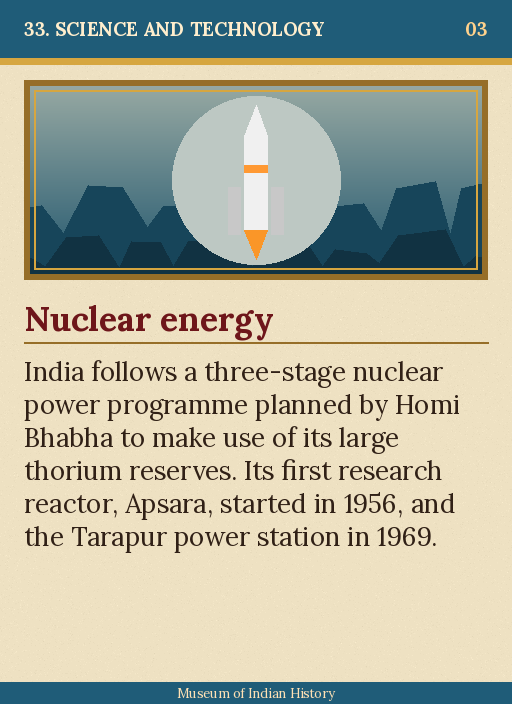 33. SCIENCE AND TECHNOLOGY 03
Nuclear energy
India follows a three-stage nuclear
power programme planned by Homi
Bhabha to make use of its large
thorium reserves. Its first research
reactor, Apsara, started in 1956, and
the Tarapur power station in 1969.
Museum of Indian History